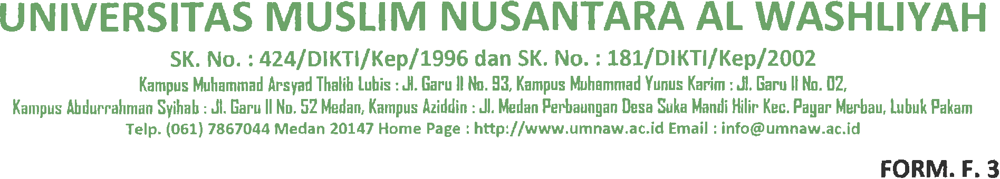 UNIVERSITAS MUSLIM NUSANTARA AL WASHLIYAH
SK. No. : 424/DIKTI/Kep/1996 dan SK. No. : 181/DIKTI/Kep/2002
Kampus Muhammad Arsyad Thalib Lubis : Jl. Garu II No. 93, Kampus Muhammad Yunus Karim : Jl. Garu II No. 02,
Kampus Abdurrahman Syihab : Jl. Garu II No. 52 Medan, Kampus Aziddin : Jl. Medan Perbaungan Desa Suka Mandi Hilir Kec. Pagar Merbau, Lubuk Pakam
Telp. (061) 7867044 Medan 20147 Home Page : http://www.umnaw.ac.id Email : info@umnaw.ac.id
FORM. F. 3